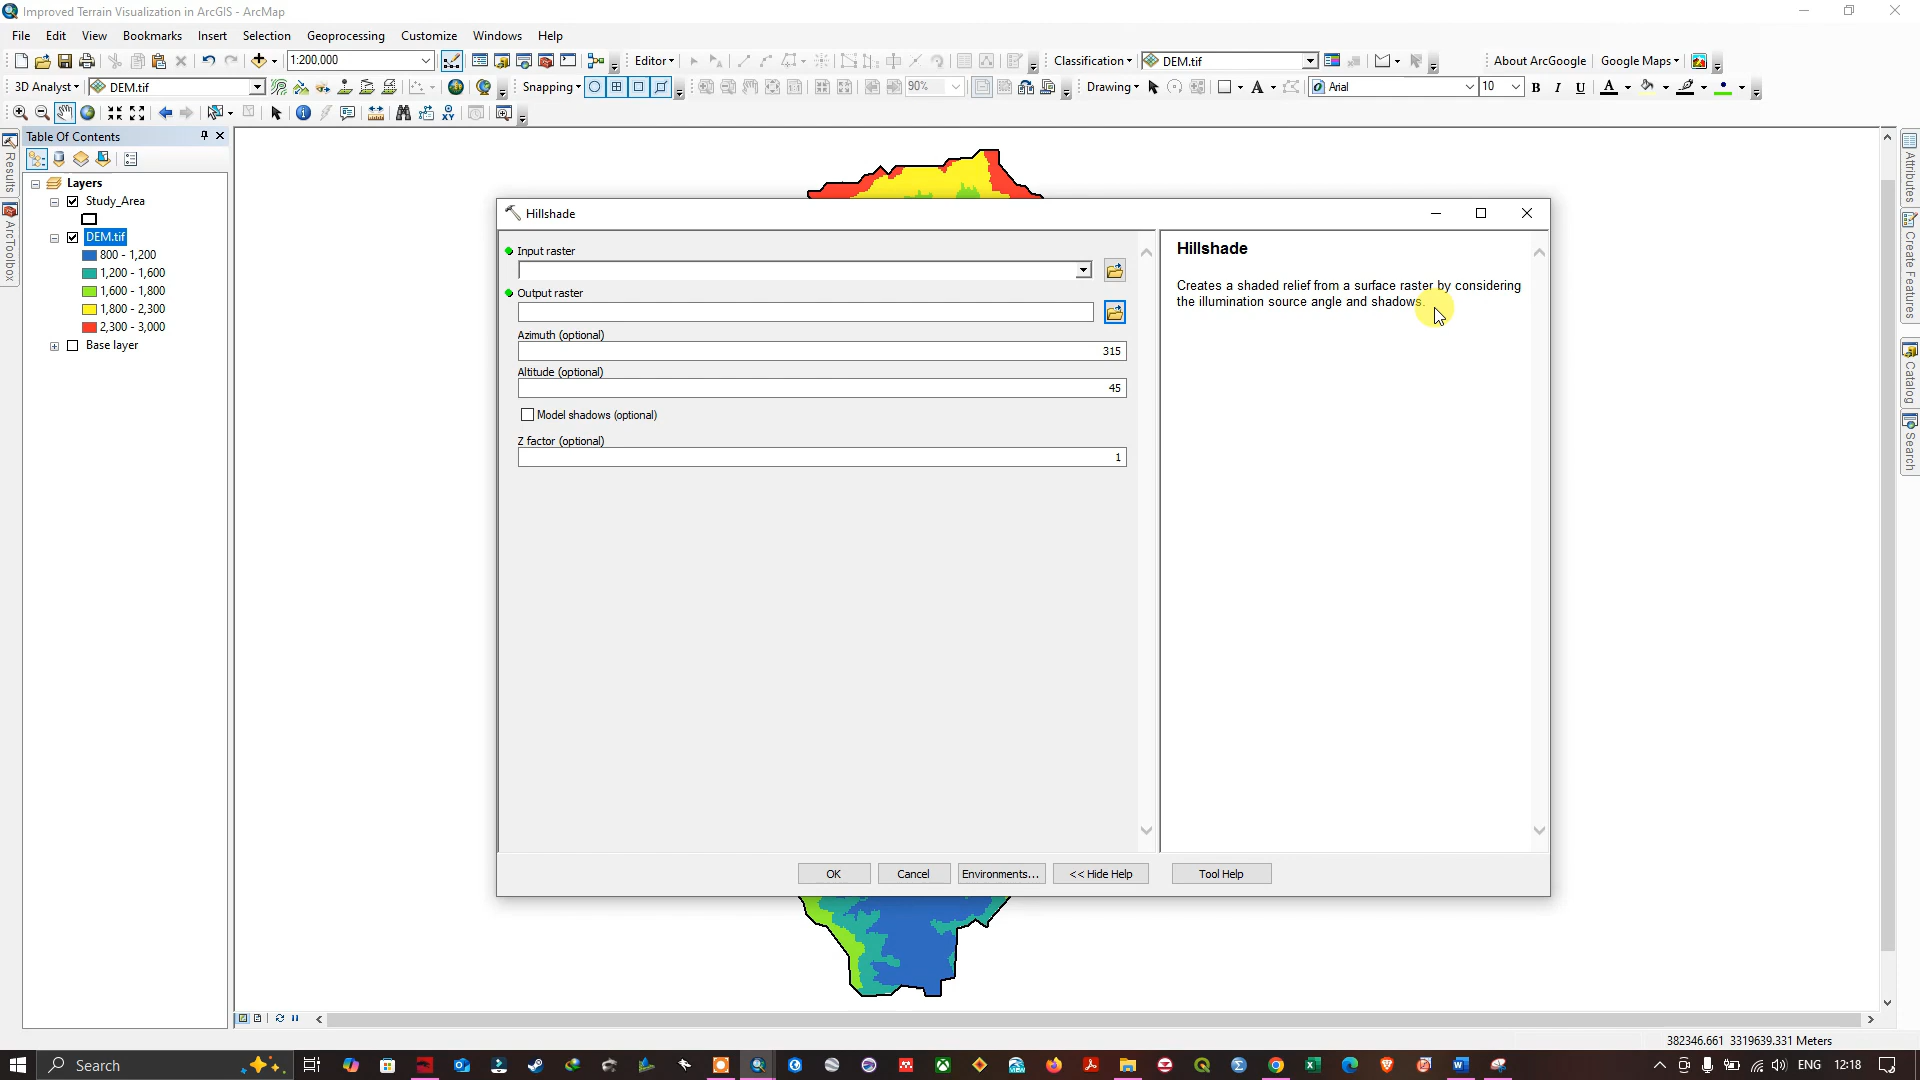 Improved Terrain Visualization in ArcGIS - ArcMap
File Edit View Bookmarks Insert Selection Geoprocessing Customize Windows Help
1:200,000 Editor Classification DEM.tif About ArcGoogle Google Maps
3D Analyst DEM.tif Snapping 90% Drawing Arial 10 B I U A
Table Of Contents
Results
ArcToolbox
Layers
Study_Area
DEM.tif
800 - 1,200
1,200 - 1,600
1,600 - 1,800
1,800 - 2,300
2,300 - 3,000
Base layer
Hillshade
Input raster
Output raster
Azimuth (optional)
315
Altitude (optional)
45
Model shadows (optional)
Z factor (optional)
1
Hillshade
Creates a shaded relief from a surface raster by considering
the illumination source angle and shadows.
OK Cancel Environments... << Hide Help Tool Help
Attributes
Create Features
Catalog
Search
382346.661 3319639.331 Meters
Search
ENG 12:18